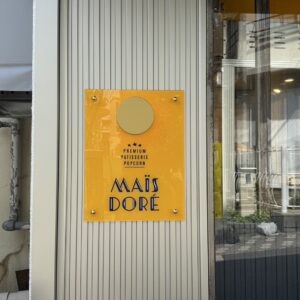 PREMIUM
PATISSERIE
POPCORN
MAÏS
DORÉ